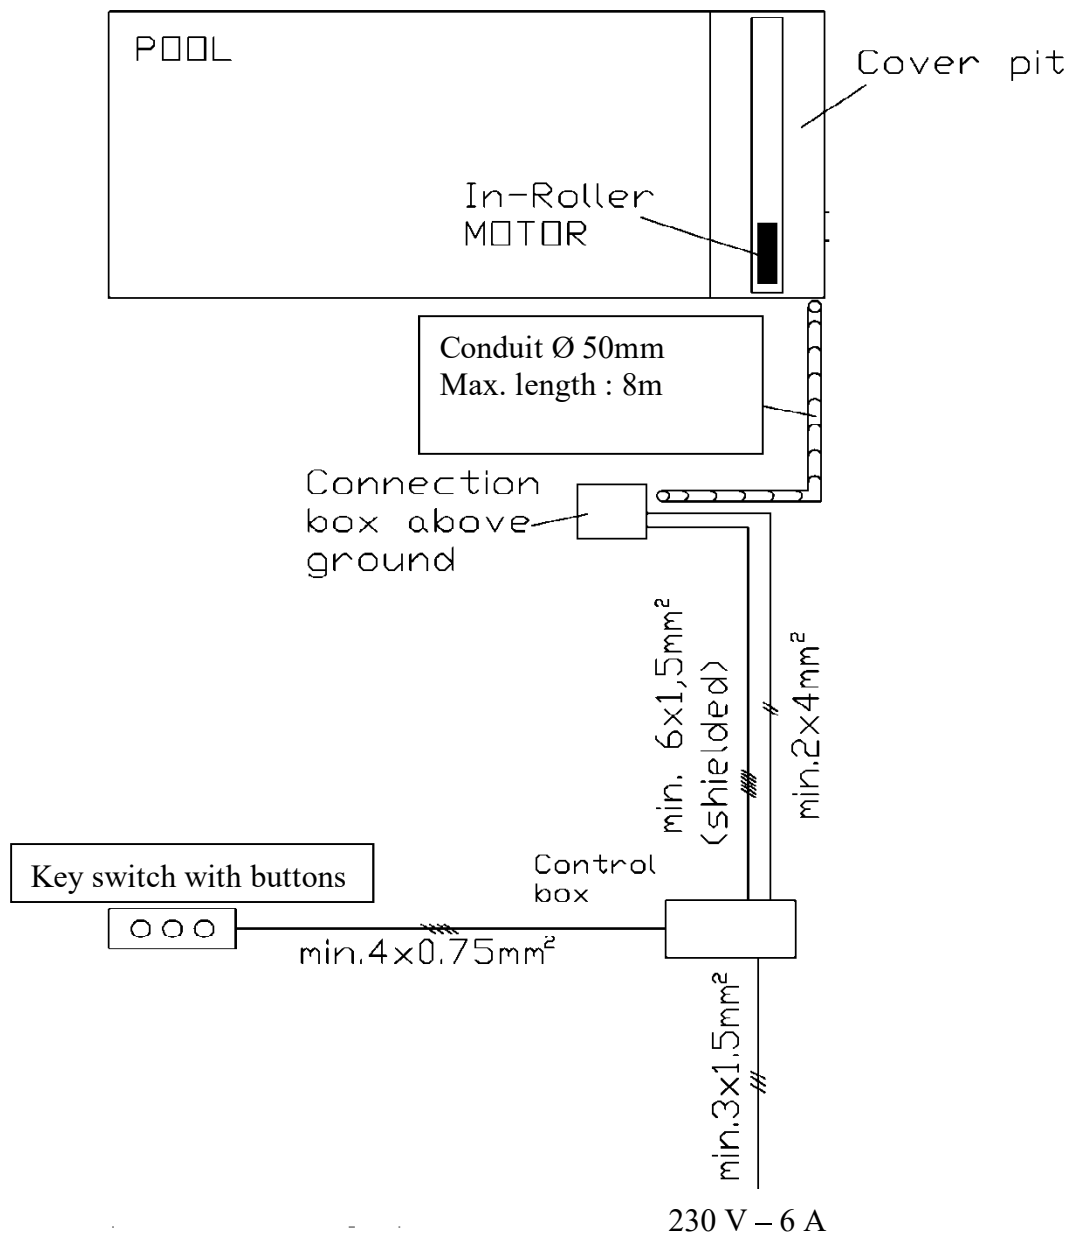 POOL
Cover pit
In-Roller
MOTOR
Conduit Ø 50mm
Max. length : 8m
Connection
box above
ground
min. 6x1,5mm²
(shielded)
min.2x4mm²
Control
box
Key switch with buttons
min.4x0.75mm²
min.3x1.5mm²
230 V – 6 A